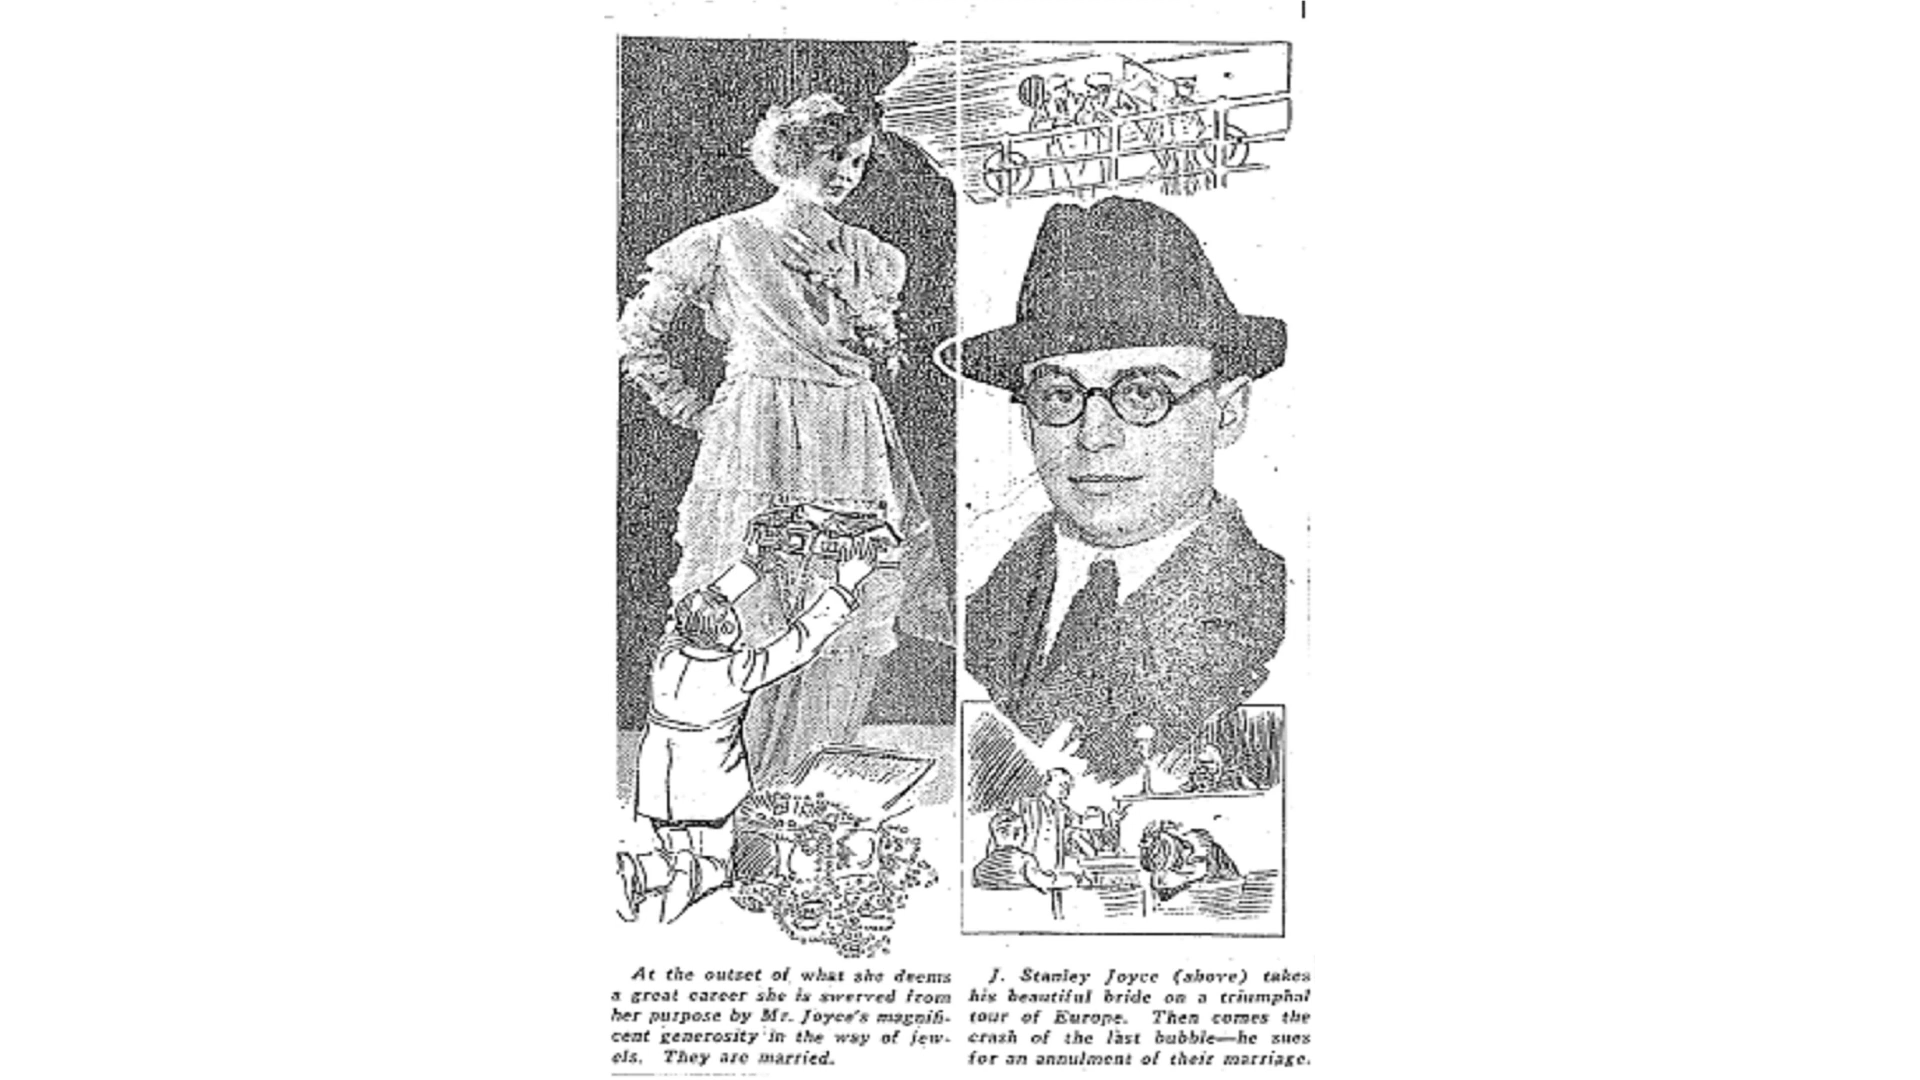 At the outset of what she deems
a great career she is swerved from
her purpose by Mr. Joyce's magnifi-
cent generosity in the way of jew-
els. They are married.
J. Stanley Joyce (above) takes
his beautiful bride on a triumphal
tour of Europe. Then comes the
crash of the last bubble—he sues
for an annulment of their marriage.